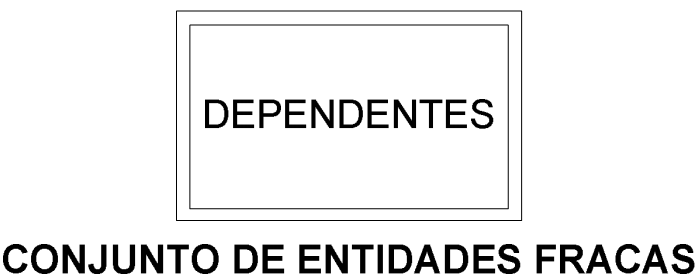 DEPENDENTES
CONJUNTO DE ENTIDADES FRACAS